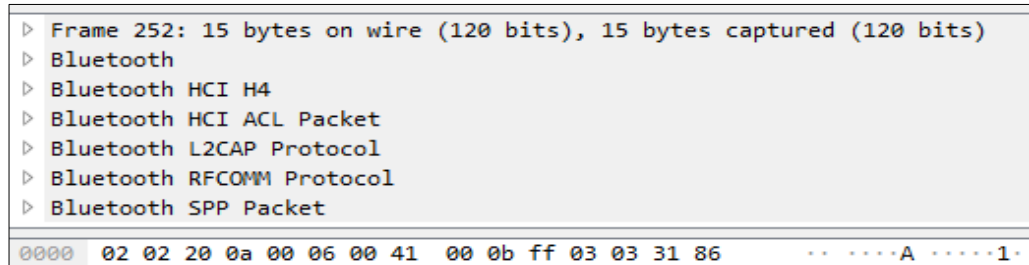 ▷ Frame 252: 15 bytes on wire (120 bits), 15 bytes captured (120 bits)
▷ Bluetooth
▷ Bluetooth HCI H4
▷ Bluetooth HCI ACL Packet
▷ Bluetooth L2CAP Protocol
▷ Bluetooth RFCOMM Protocol
▷ Bluetooth SPP Packet
0000 02 02 20 0a 00 06 00 41 00 0b ff 03 03 31 86 ·· ····A ·····1·